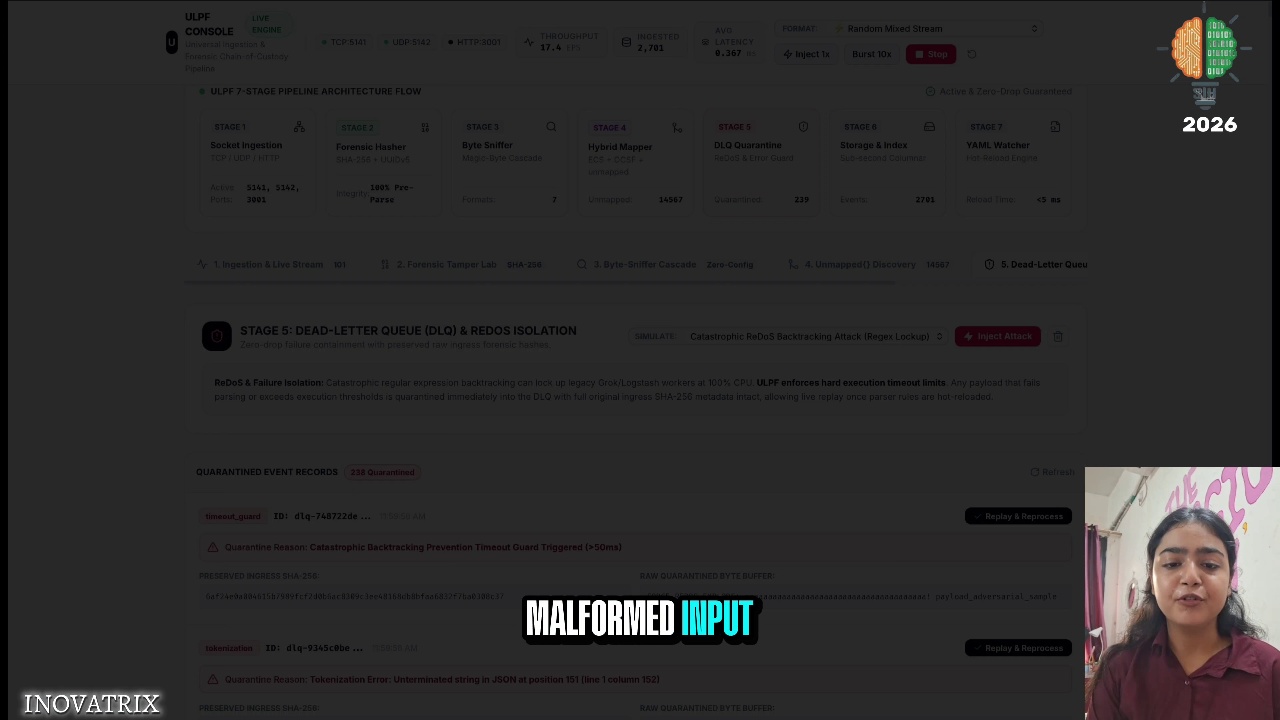 ULPF CONSOLE
LIVE ENGINE
Universal Ingestion & Forensic Chain-of-Custody Pipeline
U
TCP:5141
UDP:5142
HTTP:3001
THROUGHPUT
17.4 EPS
INGESTED
2,701
AVG LATENCY
0.367 ms
FORMAT:
Random Mixed Stream
Inject 1x
Burst 10x
Stop
SIH
2026
ULPF 7-STAGE PIPELINE ARCHITECTURE FLOW
Active & Zero-Drop Guaranteed
STAGE 1
Socket Ingestion
TCP / UDP / HTTP
Active Ports:
5141, 5142, 3001
STAGE 2
Forensic Hasher
SHA-256 + UUIDv5
Integrity:
100% Pre-Parse
STAGE 3
Byte Sniffer
Magic-Byte Cascade
Formats:
7
STAGE 4
Hybrid Mapper
ECS + OCSF + unmapped
Unmapped:
14567
STAGE 5
DLQ Quarantine
ReDoS & Error Guard
Quarantined:
239
STAGE 6
Storage & Index
Sub-second Columnar
Events:
2701
STAGE 7
YAML Watcher
Hot-Reload Engine
Reload Time:
<5 ms
1. Ingestion & Live Stream 101
2. Forensic Tamper Lab SHA-256
3. Byte-Sniffer Cascade Zero-Config
4. Unmapped{} Discovery 14567
5. Dead-Letter Queu
STAGE 5: DEAD-LETTER QUEUE (DLQ) & REDOS ISOLATION
Zero-drop failure containment with preserved raw ingress forensic hashes.
SIMULATE:
Catastrophic ReDoS Backtracking Attack (Regex Lockup)
Inject Attack
ReDoS & Failure Isolation: Catastrophic regular expression backtracking can lock up legacy Grok/Logstash workers at 100% CPU. ULPF enforces hard execution timeout limits. Any payload that fails
parsing or exceeds execution thresholds is quarantined immediately into the DLQ with full original ingress SHA-256 metadata intact, allowing live replay once parser rules are hot-reloaded.
QUARANTINED EVENT RECORDS
239 Quarantined
Refresh
timeout_guard
ID: dlq-748722de...
Replay & Reprocess
Quarantine Reason: Catastrophic Backtracking Prevention Timeout Guard Triggered (>50ms)
PRESERVED INGRESS SHA-256:
RAW QUARANTINED BYTE BUFFER:
payload_adversarial_sample
MALFORMED INPUT
tokenization
ID: dlq-9345c0be...
Replay & Reprocess
Quarantine Reason: Tokenization Error: Unterminated string in JSON at position 151 (line 1 column 152)
PRESERVED INGRESS SHA-256:
RAW QUARANTINED BYTE BUFFER:
INOVATRIX